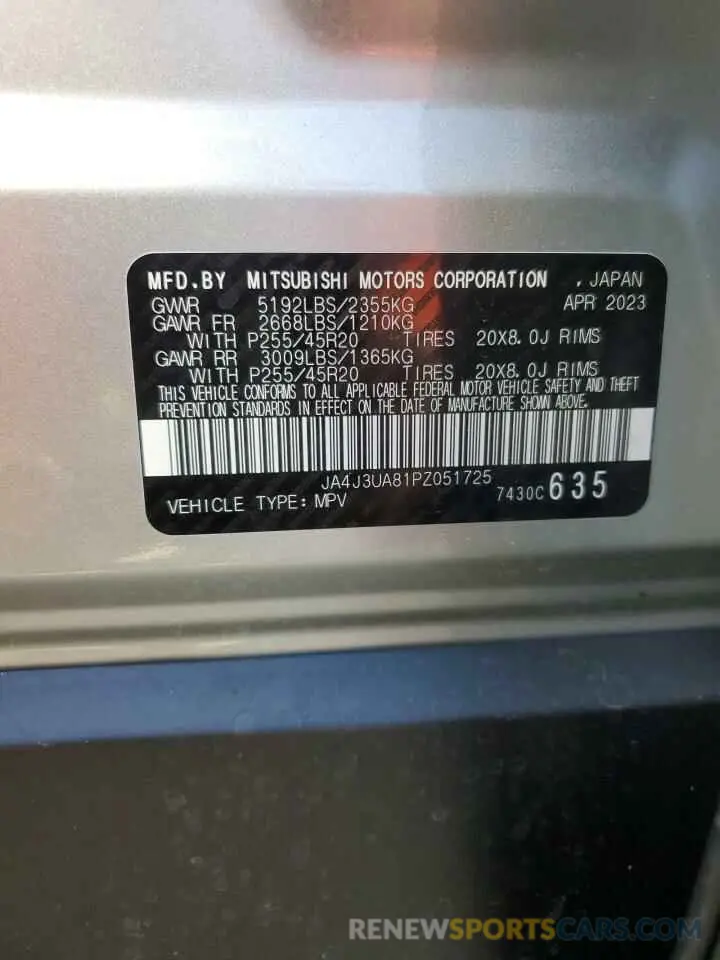 MFD.BY MITSUBISHI MOTORS CORPORATION , JAPAN
GVWR 5192LBS/2355KG APR 2023
GAWR FR 2668LBS/1210KG
WITH P255/45R20 TIRES 20X8.0J RIMS
GAWR RR 3009LBS/1365KG
WITH P255/45R20 TIRES 20X8.0J RIMS
THIS VEHICLE CONFORMS TO ALL APPLICABLE FEDERAL MOTOR VEHICLE SAFETY AND THEFT
PREVENTION STANDARDS IN EFFECT ON THE DATE OF MANUFACTURE SHOWN ABOVE.
JA4J3UA81PZ051725
VEHICLE TYPE: MPV 7430C 635
RENEWSPORTSCARS.COM